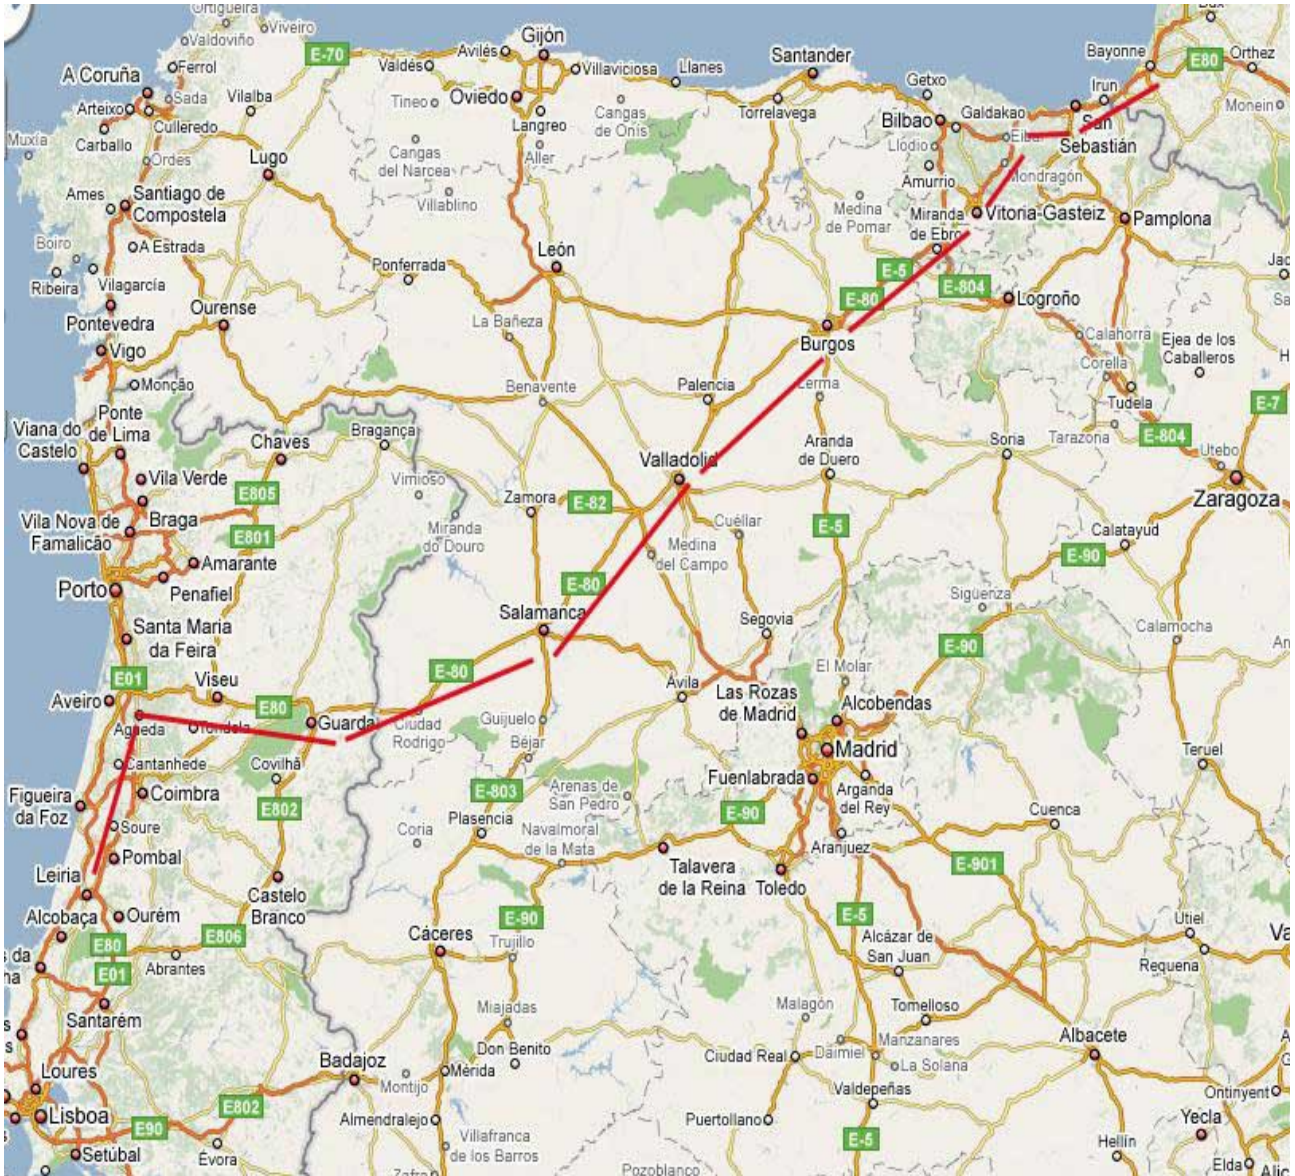 Ortigueira
Viveiro
Valdoviño
Ferrol
A Coruña
Sada
Arteixo
Vilalba
Culleredo
Carballo
Muxía
Ordes
Lugo
Ames
Santiago de
Compostela
Boiro
A Estrada
Ribeira
Vilagarcía
Ourense
Pontevedra
Vigo
Monção
E-70
Avilés
Gijón
Valdés
Villaviciosa
Llanes
Tineo
Oviedo
Cangas
de Onís
Langreo
Cangas
del Narcea
Aller
Villablino
León
Ponferrada
La Bañeza
Benavente
Santander
Torrelavega
Getxo
Galdakao
Bilbao
Llodio
Amurrio
Eibar
Mondragón
San
Sebastián
Irun
Bayonne
E80
Orthez
Monein
Dax
Medina
de Pomar
Miranda
de Ebro
Vitoria-Gasteiz
Pamplona
Jac
Sa
E-5
E-80
E-804
Logroño
Burgos
Calahorra
Ejea de los
Caballeros
H
Corella
Tudela
E-7
Palencia
Lerma
Tarazona
E-804
Utebo
Zaragoza
Soria
Aranda
de Duero
Valladolid
Viana do
Castelo
Ponte
de Lima
Chaves
Bragança
Vila Verde
E805
Vimioso
Braga
Vila Nova de
Famalicão
E801
Miranda
do Douro
Amarante
Porto
Penafiel
Santa Maria
da Feira
Zamora
E-82
Cuéllar
Medina
del Campo
E-5
Calatayud
E-90
E-80
Salamanca
Segovia
Sigüenza
Calamocha
An
E-90
El Molar
E01
Viseu
Aveiro
E80
Guarda
E-80
Ávila
Las Rozas
de Madrid
Alcobendas
Águeda
Tondela
Ciudad
Rodrigo
Guijuelo
Béjar
Madrid
Teruel
Cantanhede
Covilhã
Coimbra
Figueira
da Foz
E802
E-803
Arenas de
San Pedro
Fuenlabrada
Arganda
del Rey
Cuenca
Soure
Pombal
Coria
Plasencia
Navalmoral
de la Mata
E-90
Aranjuez
Leiria
Castelo
Branco
Talavera
de la Reina
Toledo
E-901
Alcobaça
Ourém
E806
E-90
E-5
Utiel
Va
s da
ha
E80
E01
Abrantes
Cáceres
Trujillo
Alcázar de
San Juan
Requena
Santarém
Miajadas
Malagón
Tomelloso
s
s
Loures
Badajoz
Don Benito
Mérida
Montijo
Ciudad Real
Daimiel
Manzanares
La Solana
Albacete
A
G
Lisboa
E802
E90
Almendralejo
Puertollano
Valdepeñas
Ontinyent
Setúbal
Évora
Villafranca
de los Barros
Zafra
Pozoblanco
E-5
Hellín
Yecla
Elda
Alic